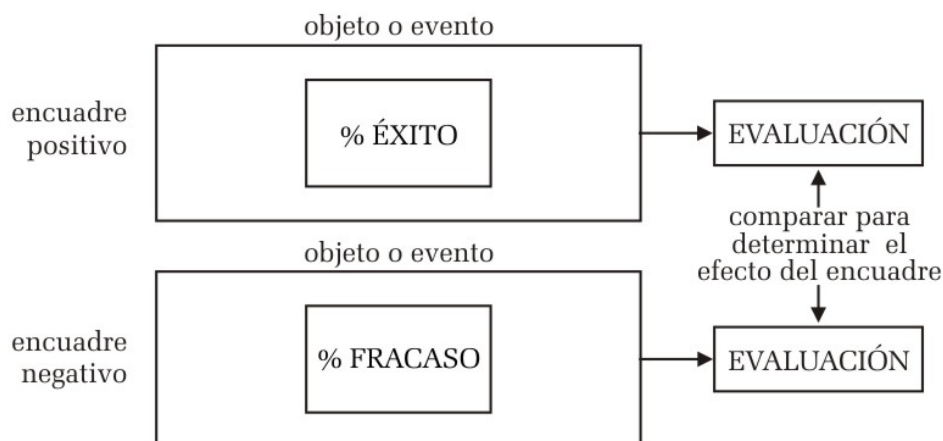 objeto o evento
encuadre
positivo
% ÉXITO
EVALUACIÓN
comparar para
determinar el
efecto del encuadre
objeto o evento
encuadre
negativo
% FRACASO
EVALUACIÓN